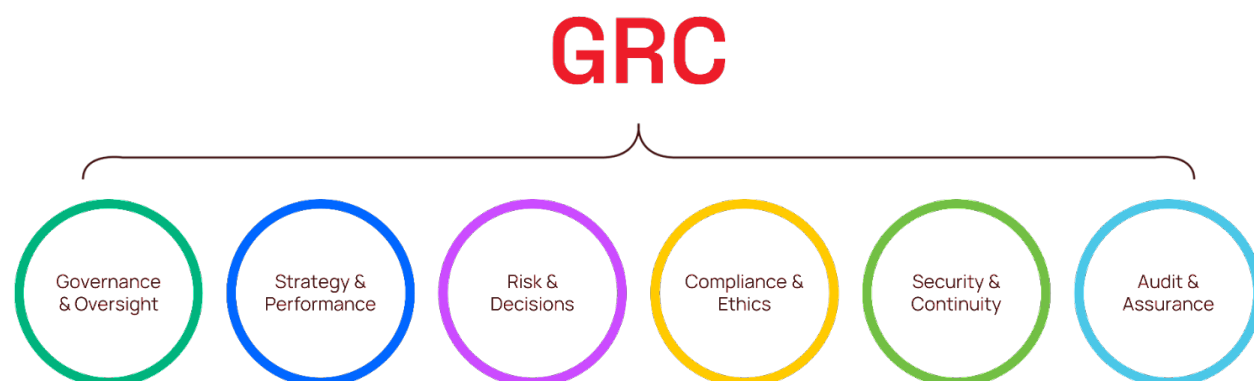 GRC
Governance
& Oversight
Strategy &
Performance
Risk &
Decisions
Compliance &
Ethics
Security &
Continuity
Audit &
Assurance